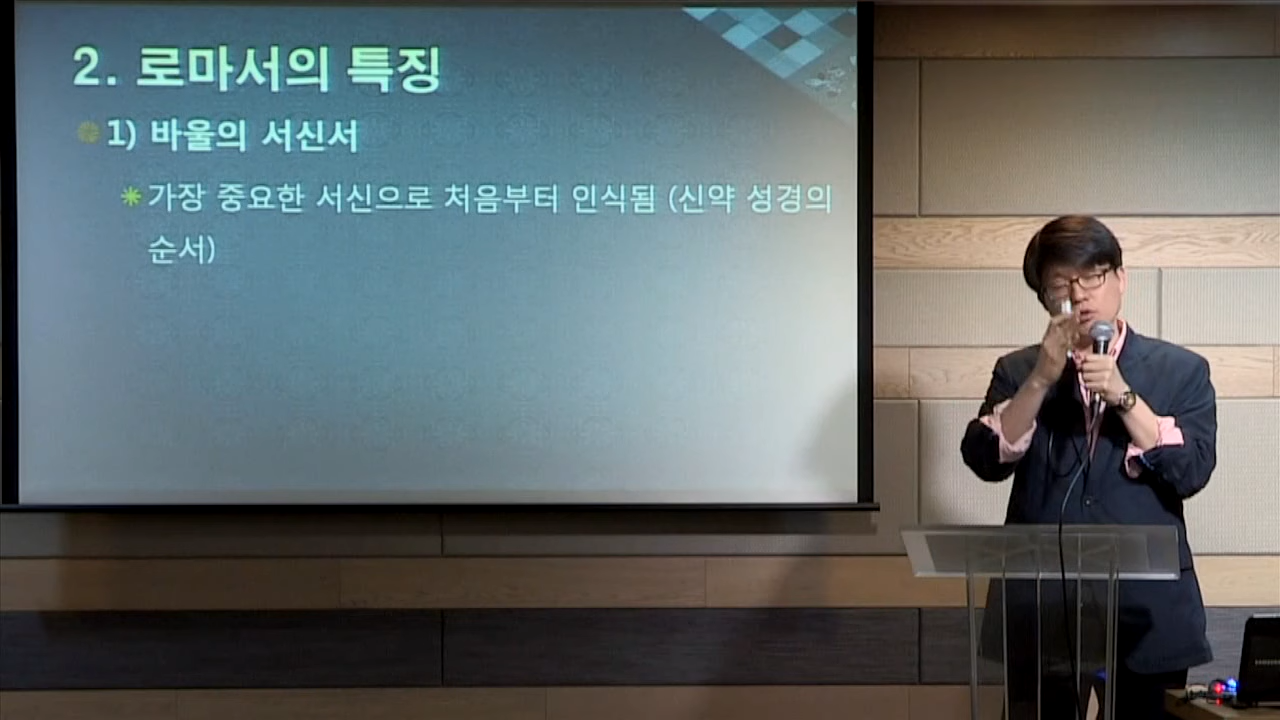 2. 로마서의 특징
1) 바울의 서신서
가장 중요한 서신으로 처음부터 인식됨 (신약 성경의
순서)